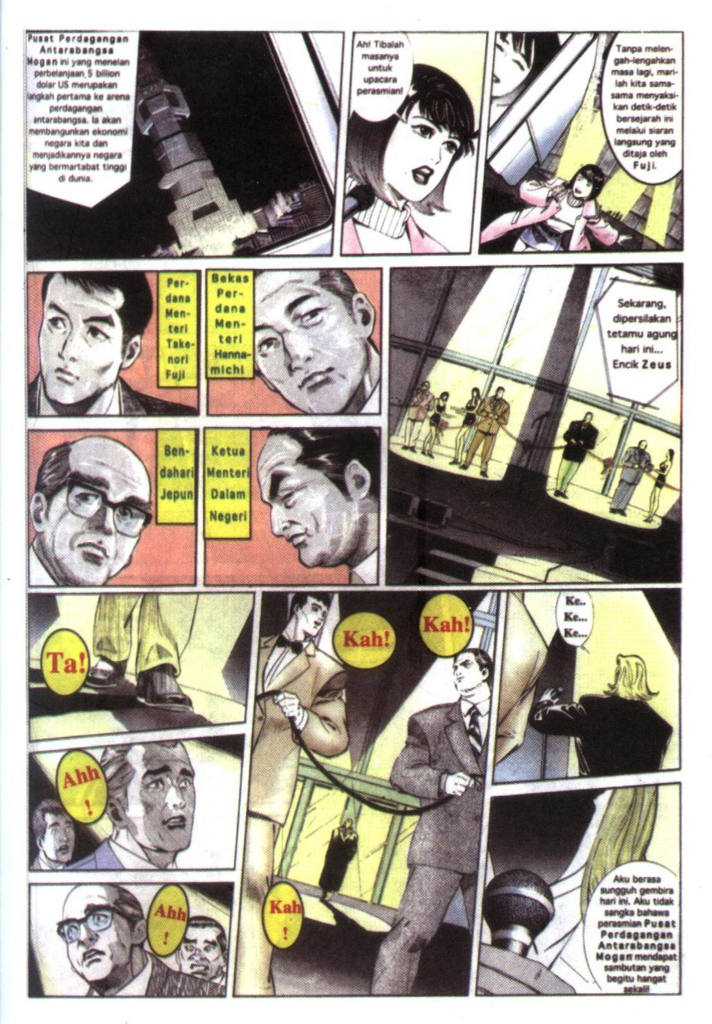 Pusat Perdagangan
Antarabangsa
Mogan ini yang menelan
perbelanjaan 5 billion
dolar US merupakan
langkah pertama ke arena
perdagangan
antarabangsa. Ia akan
membangunkan ekonomi
negara kita dan
menjadikannya negara
yang bermartabat tinggi
di dunia.
Ah! Tibalah
masanya
untuk
upacara
perasmian!
Tanpa melen-
gah-lengahkan
masa lagi, mari-
lah kita sama-
sama menyaksi-
kan detik-detik
bersejarah ini
melalui siaran
langsung yang
ditaja oleh
Fuji.
Per-
dana
Men-
teri
Take-
nori
Fuji
Bekas
Per-
dana
Men-
teri
Hanna-
michi
Sekarang,
dipersilakan
tetamu agung
hari ini...
Encik Zeus
Ben-
dahari
Jepun
Ketua
Menteri
Dalam
Negeri
Ta!
Kah!
Kah!
Ke..
Ke...
Ke...
Ahh
!
Ahh
!
Kah
!
Aku berasa
sungguh gembira
hari ini. Aku tidak
sangka bahawa
perasmian Pusat
Perdagangan
Antarabangsa
Mogan mendapat
sambutan yang
begitu hangat
sekali!